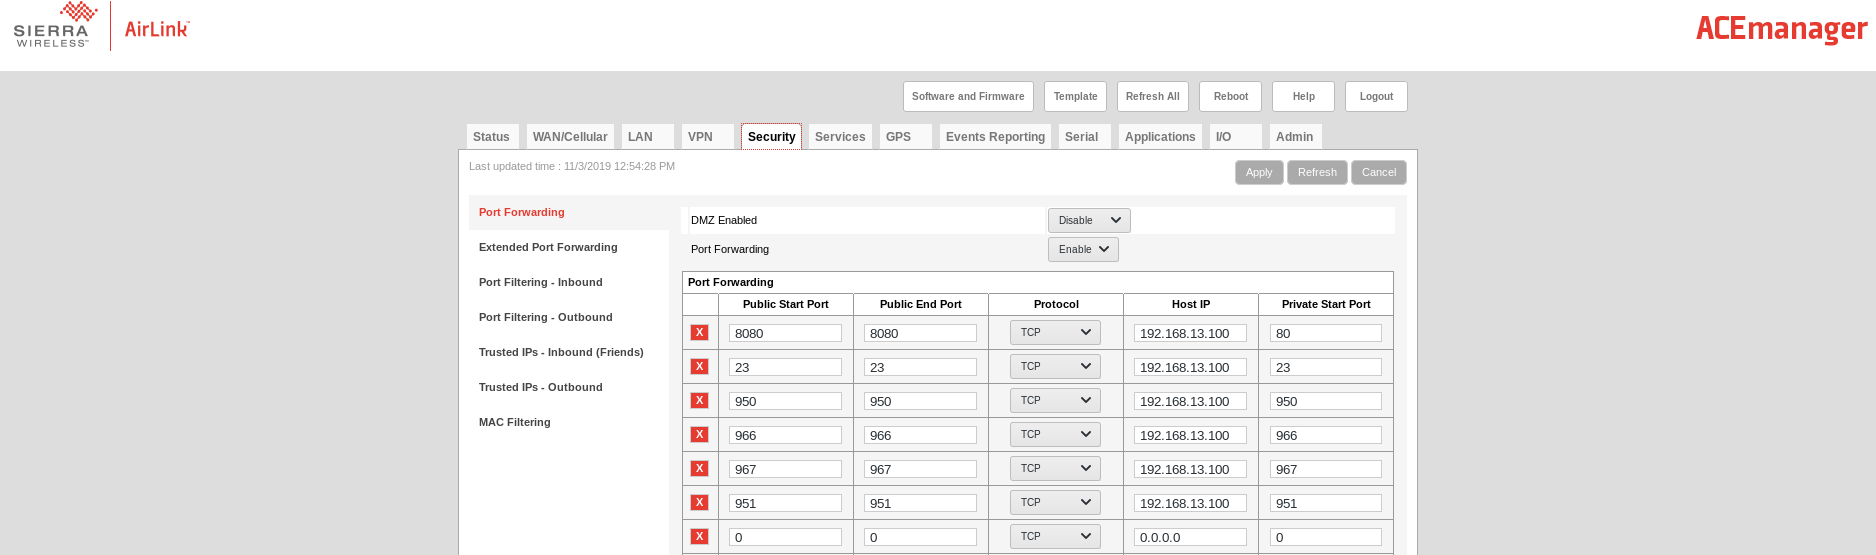 SIERRA WIRELESS™ AirLink™ ACEmanager
Software and Firmware Template Refresh All Reboot Help Logout
Status WAN/Cellular LAN VPN Security Services GPS Events Reporting Serial Applications I/O Admin
Last updated time : 11/3/2019 12:54:28 PM Apply Refresh Cancel
Port Forwarding
Extended Port Forwarding
Port Filtering - Inbound
Port Filtering - Outbound
Trusted IPs - Inbound (Friends)
Trusted IPs - Outbound
MAC Filtering
DMZ Enabled Disable
Port Forwarding Enable
Port Forwarding
Public Start Port Public End Port Protocol Host IP Private Start Port
X 8080 8080 TCP 192.168.13.100 80
X 23 23 TCP 192.168.13.100 23
X 950 950 TCP 192.168.13.100 950
X 966 966 TCP 192.168.13.100 966
X 967 967 TCP 192.168.13.100 967
X 951 951 TCP 192.168.13.100 951
X 0 0 TCP 0.0.0.0 0